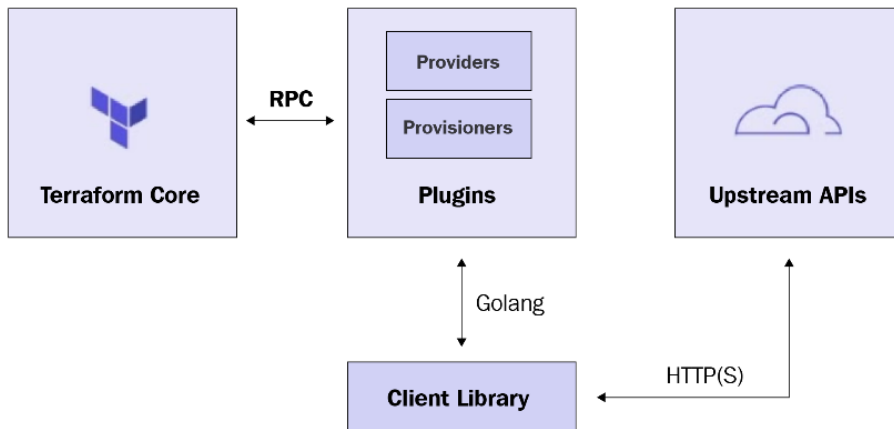 Providers
RPC
Provisioners
Terraform Core
Plugins
Upstream APIs
Golang
HTTP(S)
Client Library